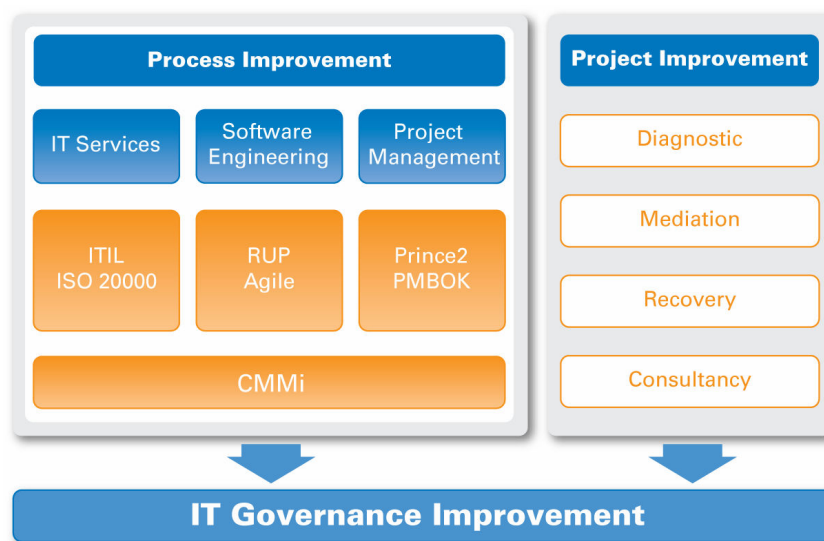 Process Improvement
IT Services
Software
Engineering
Project
Management
ITIL
ISO 20000
RUP
Agile
Prince2
PMBOK
CMMi
Project Improvement
Diagnostic
Mediation
Recovery
Consultancy
IT Governance Improvement